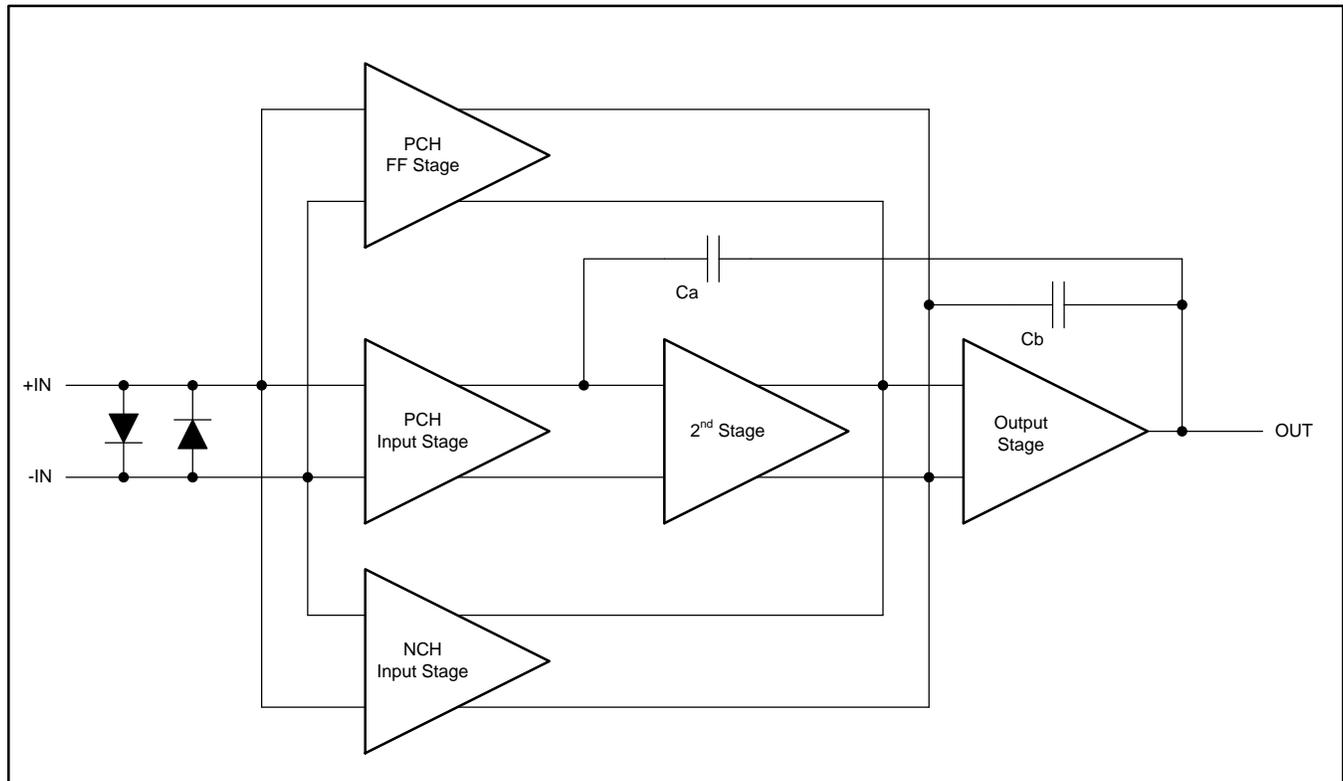 PCH
FF Stage
Ca
Cb
+IN
-IN
PCH
Input Stage
2nd Stage
Output
Stage
OUT
NCH
Input Stage